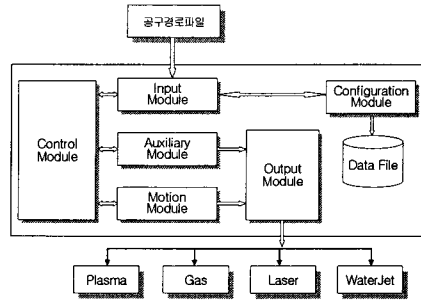 공구경로파일
Input
Module
Configuration
Module
Control
Module
Auxiliary
Module
Output
Module
Data File
Motion
Module
Plasma
Gas
Laser
WaterJet